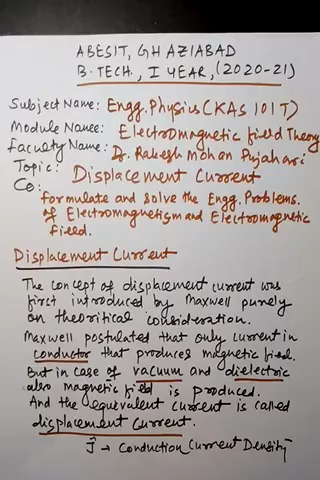 ABESIT, GHAZIABAD
B.TECH., I YEAR, (2020-21)
Subject Name: Engg. Physics (KAS 101T)
Module Name: Electromagnetic field Theory
Faculty Name: Dr. Rakesh Mohan Pujahari
Topic: Displacement Current
CO: formulate and solve the Engg. Problems
of Electromagnetism and Electromagnetic
field.
Displacement Current
The concept of displacement current was
first introduced by Maxwell purely
on theoritical consideration.
Maxwell postulated that only current in
conductor that produces magnetic field.
But in case of vacuum and dielectric
also magnetic field is produced.
And the equivalent current is called
displacement current.
J → Conduction Current Density